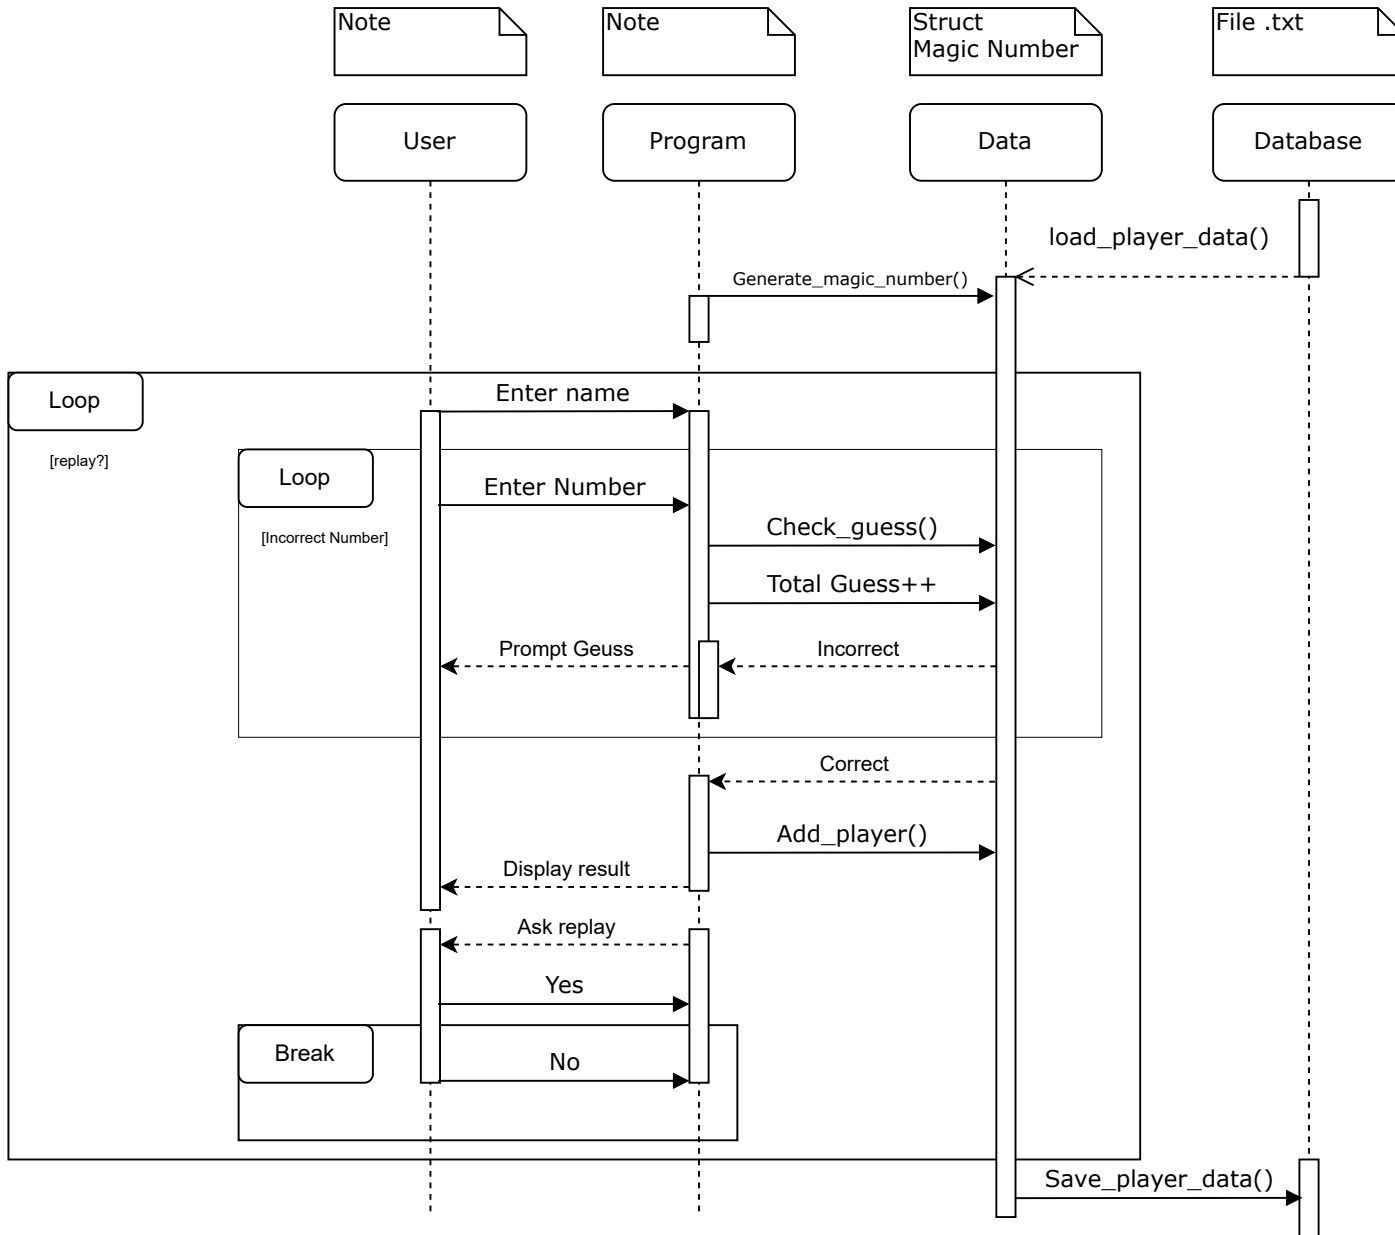 Note
Note
Struct
Magic Number
File .txt
User
Program
Data
Database
load_player_data()
Generate_magic_number()
Loop
Enter name
[replay?]
Loop
Enter Number
[Incorrect Number]
Check_guess()
Total Guess++
Prompt Geuss
Incorrect
Correct
Add_player()
Display result
Ask replay
Yes
Break
No
Save_player_data()